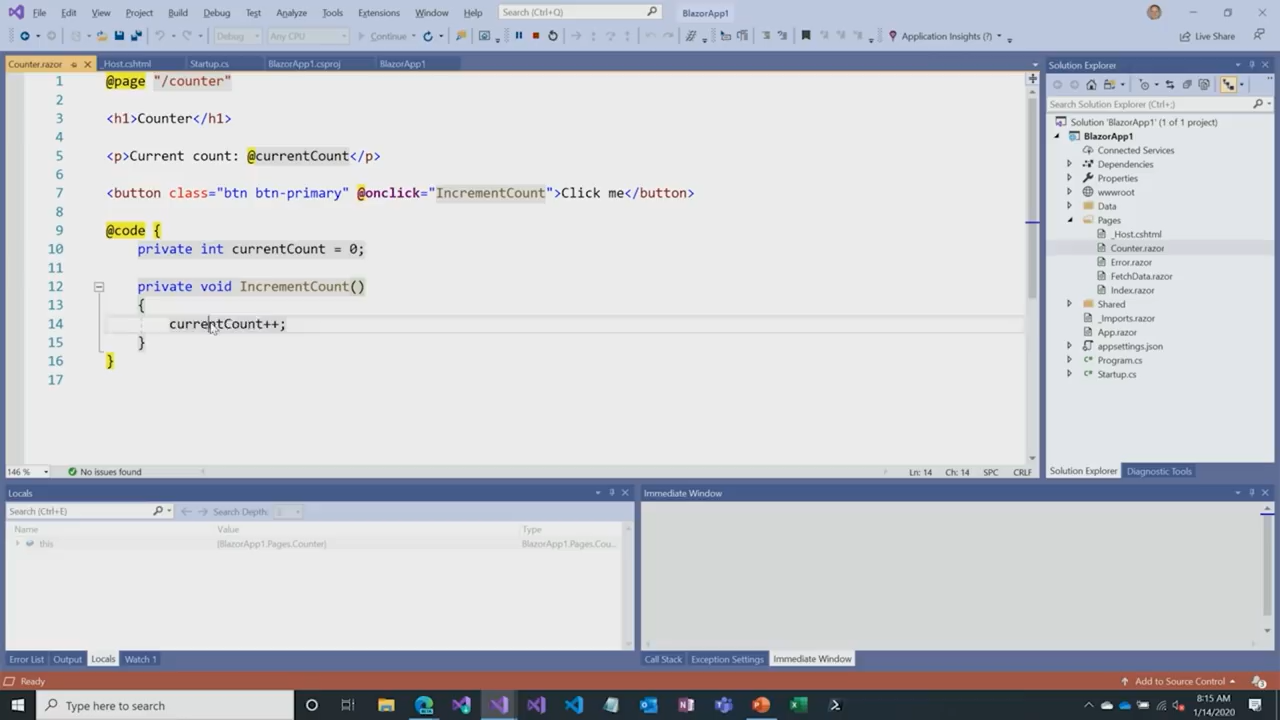 File Edit View Project Build Debug Test Analyze Tools Extensions Window Help Search (Ctrl+Q) BlazorApp1
Debug Any CPU Continue Application Insights (?) Live Share
Counter.razor _Host.cshtml Startup.cs BlazorApp1.csproj BlazorApp1
1 @page "/counter"
2
3 <h1>Counter</h1>
4
5 <p>Current count: @currentCount</p>
6
7 <button class="btn btn-primary" @onclick="IncrementCount">Click me</button>
8
9 @code {
10 private int currentCount = 0;
11
12 private void IncrementCount()
13 {
14 currentCount++;
15 }
16 }
17
146 % No issues found Ln: 14 Ch: 14 SPC CRLF
Solution Explorer
Search Solution Explorer (Ctrl+;)
Solution 'BlazorApp1' (1 of 1 project)
BlazorApp1
Connected Services
Dependencies
Properties
wwwroot
Data
Pages
_Host.cshtml
Counter.razor
Error.razor
FetchData.razor
Index.razor
Shared
_Imports.razor
App.razor
appsettings.json
Program.cs
Startup.cs
Solution Explorer Diagnostic Tools
Locals
Search (Ctrl+E) Search Depth:
Name Value Type
this {BlazorApp1.Pages.Counter} BlazorApp1.Pages.Cou...
Error List Output Locals Watch 1
Immediate Window
Call Stack Exception Settings Immediate Window
Ready Add to Source Control
Type here to search
8:15 AM
1/14/2020